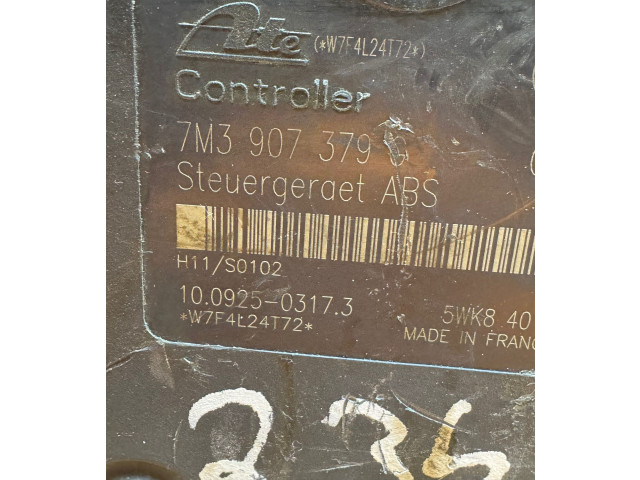 Ate (*W7F4L24T72*)
Controller
7M3 907 379 G
Steuergeraet ABS
H11/S0102
10.0925-0317.3 5WK8 40
*W7F4L24T72* MADE IN FRANC
234